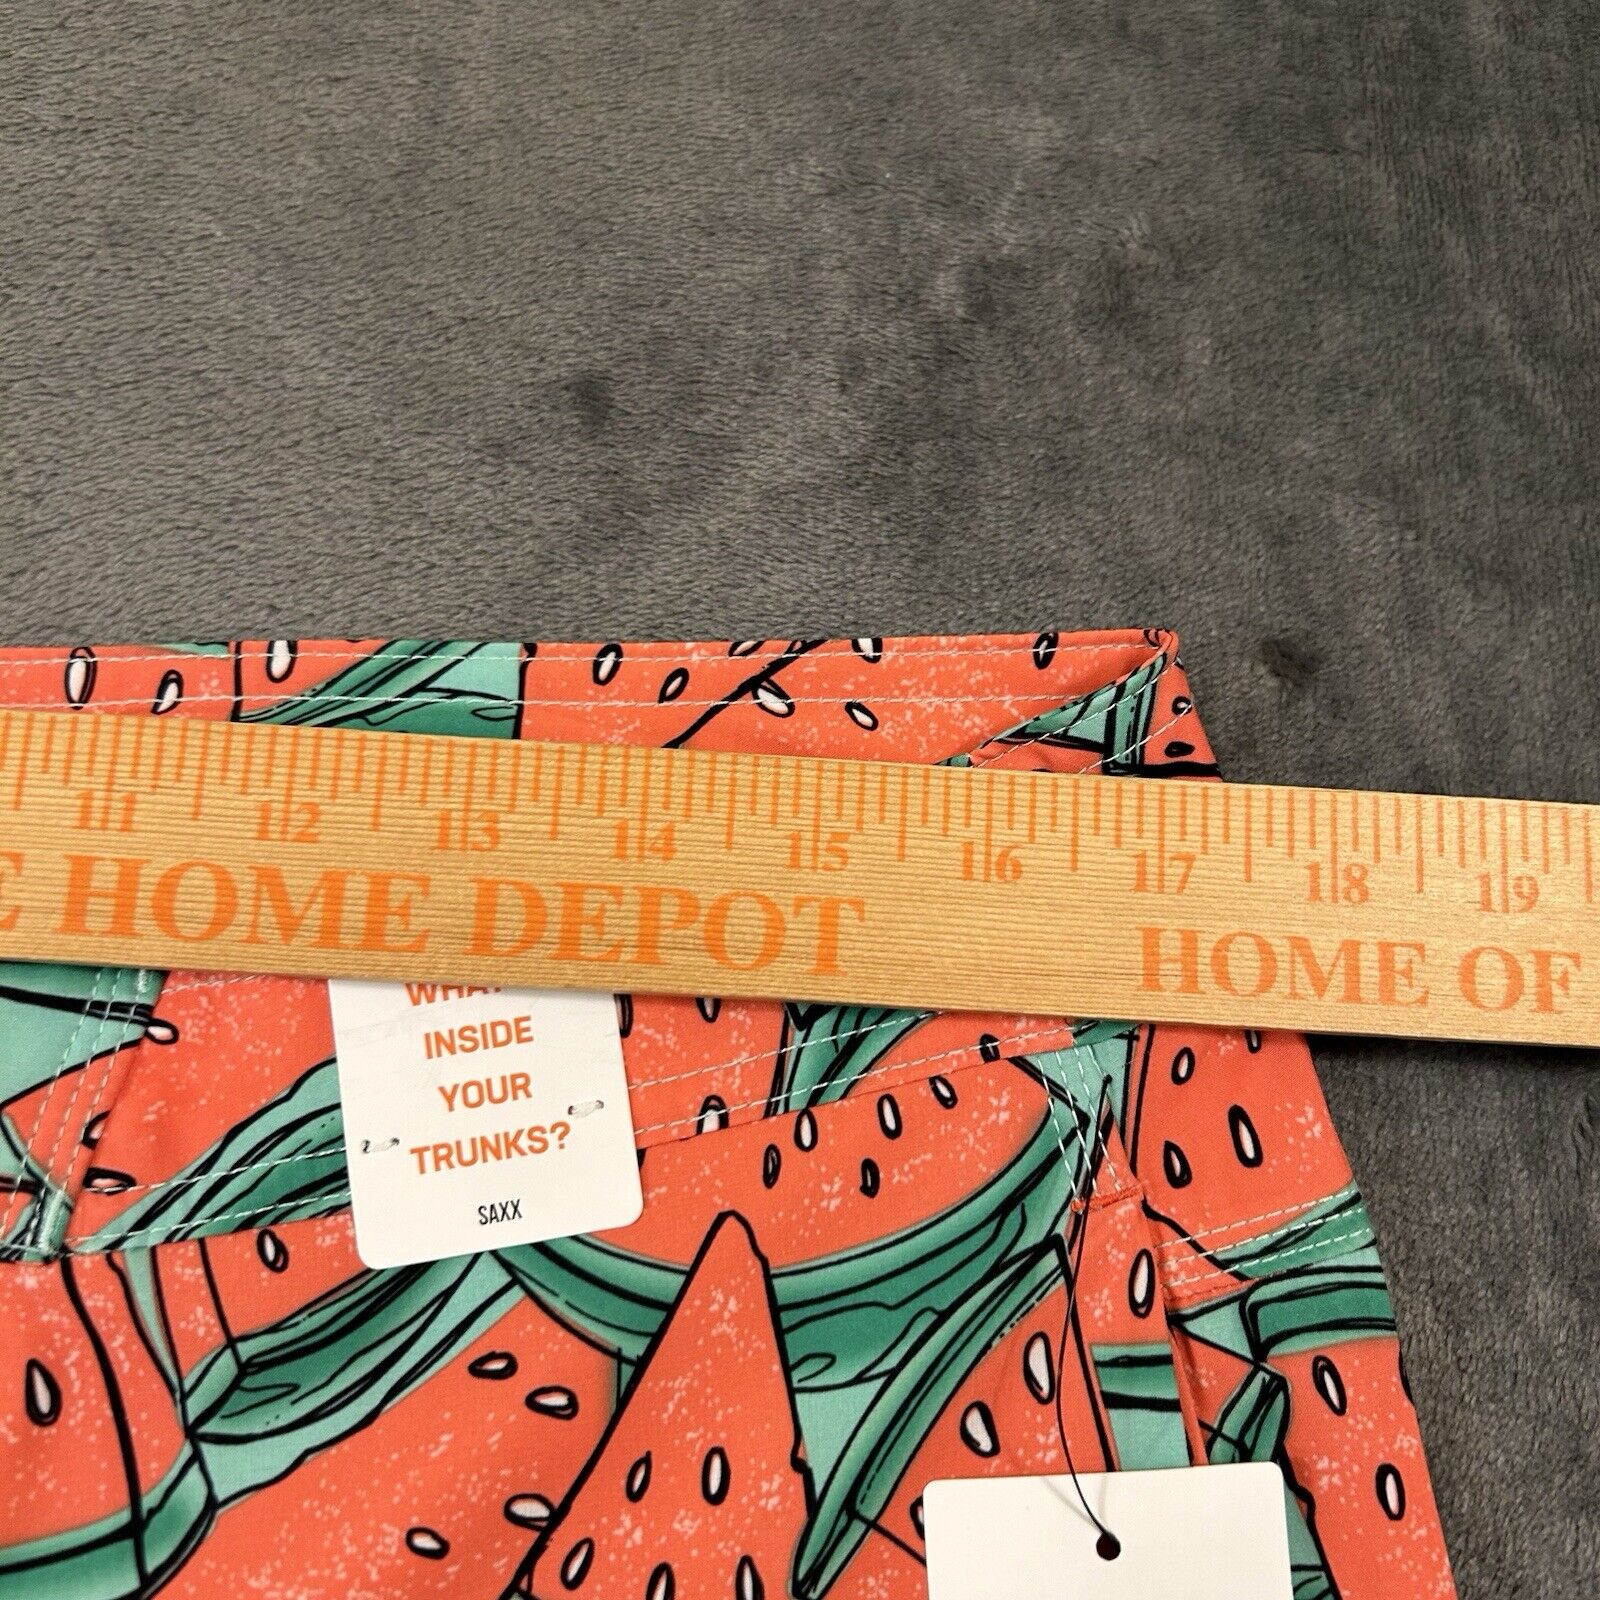 11 12 13 14 15 16 17 18 19
HOME DEPOT HOME OF
INSIDE
YOUR
TRUNKS?
SAXX